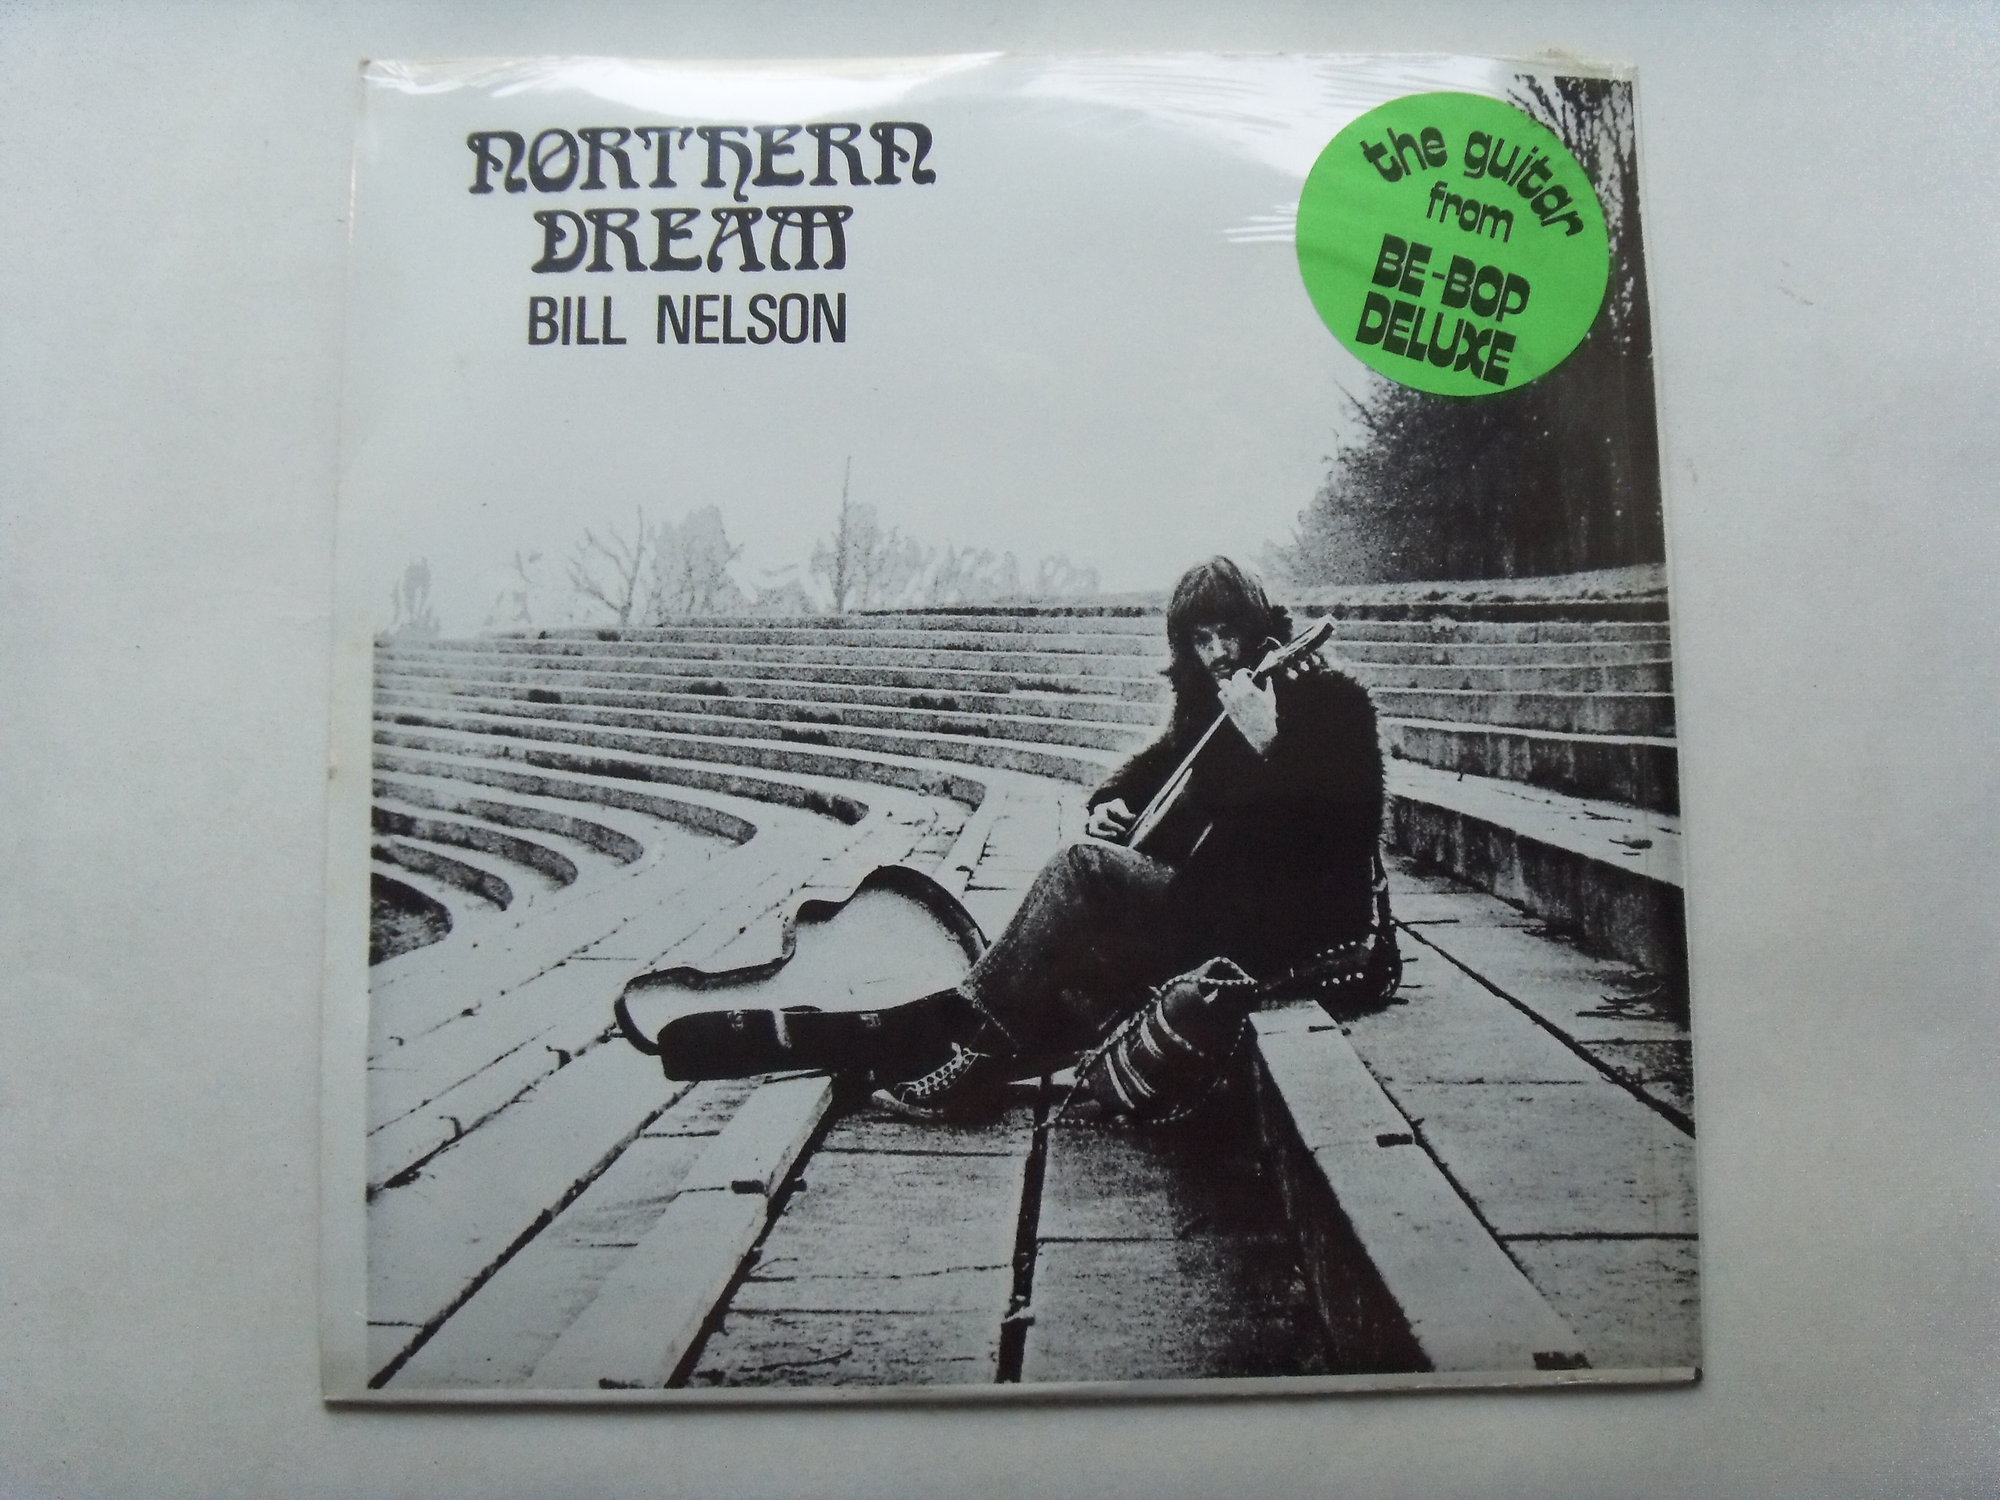 NORTHERN
DREAM
BILL NELSON
the guitar
from
BE-BOP
DELUXE